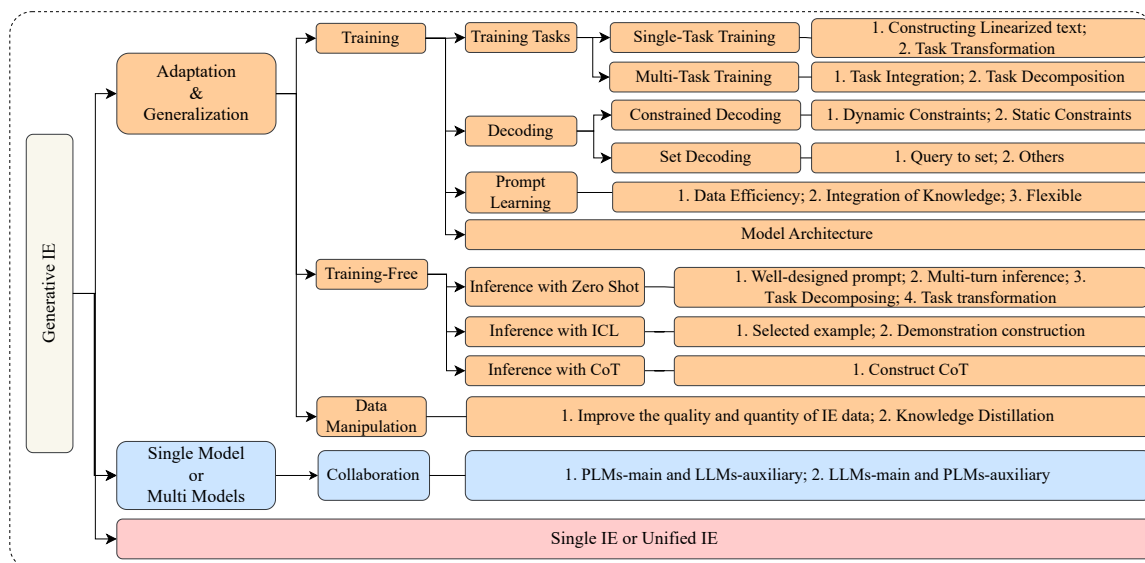 Generative IE
Adaptation
&
Generalization
Training
Training Tasks
Single-Task Training
1. Constructing Linearized text;
2. Task Transformation
Multi-Task Training
1. Task Integration; 2. Task Decomposition
Decoding
Constrained Decoding
1. Dynamic Constraints; 2. Static Constraints
Set Decoding
1. Query to set; 2. Others
Prompt
Learning
1. Data Efficiency; 2. Integration of Knowledge; 3. Flexible
Model Architecture
Training-Free
Inference with Zero Shot
1. Well-designed prompt; 2. Multi-turn inference; 3.
Task Decomposing; 4. Task transformation
Inference with ICL
1. Selected example; 2. Demonstration construction
Inference with CoT
1. Construct CoT
Data
Manipulation
1. Improve the quality and quantity of IE data; 2. Knowledge Distillation
Single Model
or
Multi Models
Collaboration
1. PLMs-main and LLMs-auxiliary; 2. LLMs-main and PLMs-auxiliary
Single IE or Unified IE